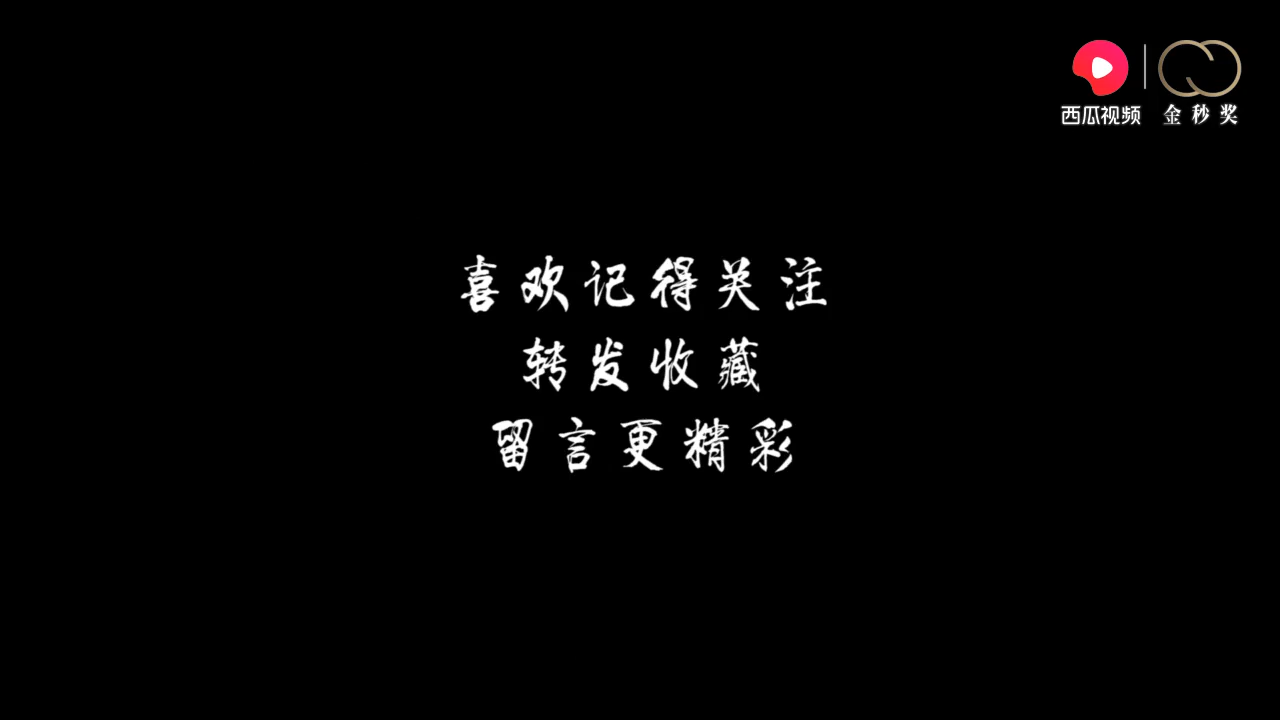 西瓜视频 金秒奖
喜欢记得关注
转发收藏
留言更精彩